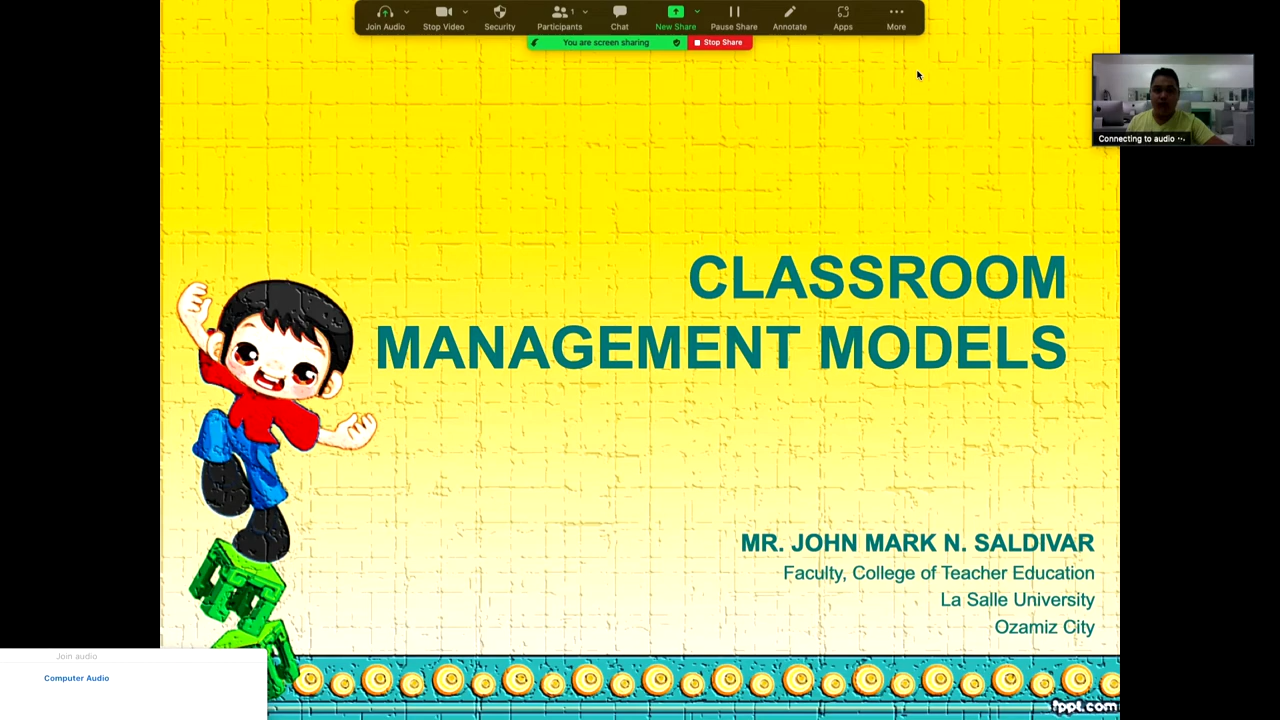 Join Audio
Stop Video
Security
Participants
1
Chat
New Share
Pause Share
Annotate
Apps
More
You are screen sharing
Stop Share
Connecting to audio ···
CLASSROOM
MANAGEMENT MODELS
MR. JOHN MARK N. SALDIVAR
Faculty, College of Teacher Education
La Salle University
Ozamiz City
Join audio
Computer Audio
fppt.com